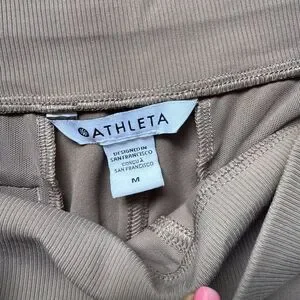 ATHLETA
DESIGNED IN
SAN FRANCISCO
CONÇU À
SAN FRANCISCO
M